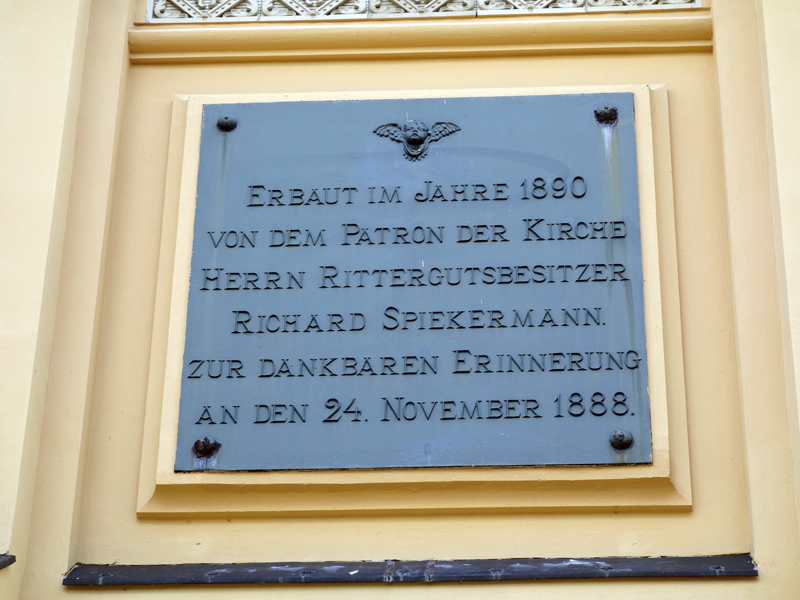 ERBAUT IM JAHRE 1890
VON DEM PATRON DER KIRCHE
HERRN RITTERGUTSBESITZER
RICHARD SPIEKERMANN.
ZUR DANKBAREN ERINNERUNG
AN DEN 24. NOVEMBER 1888.